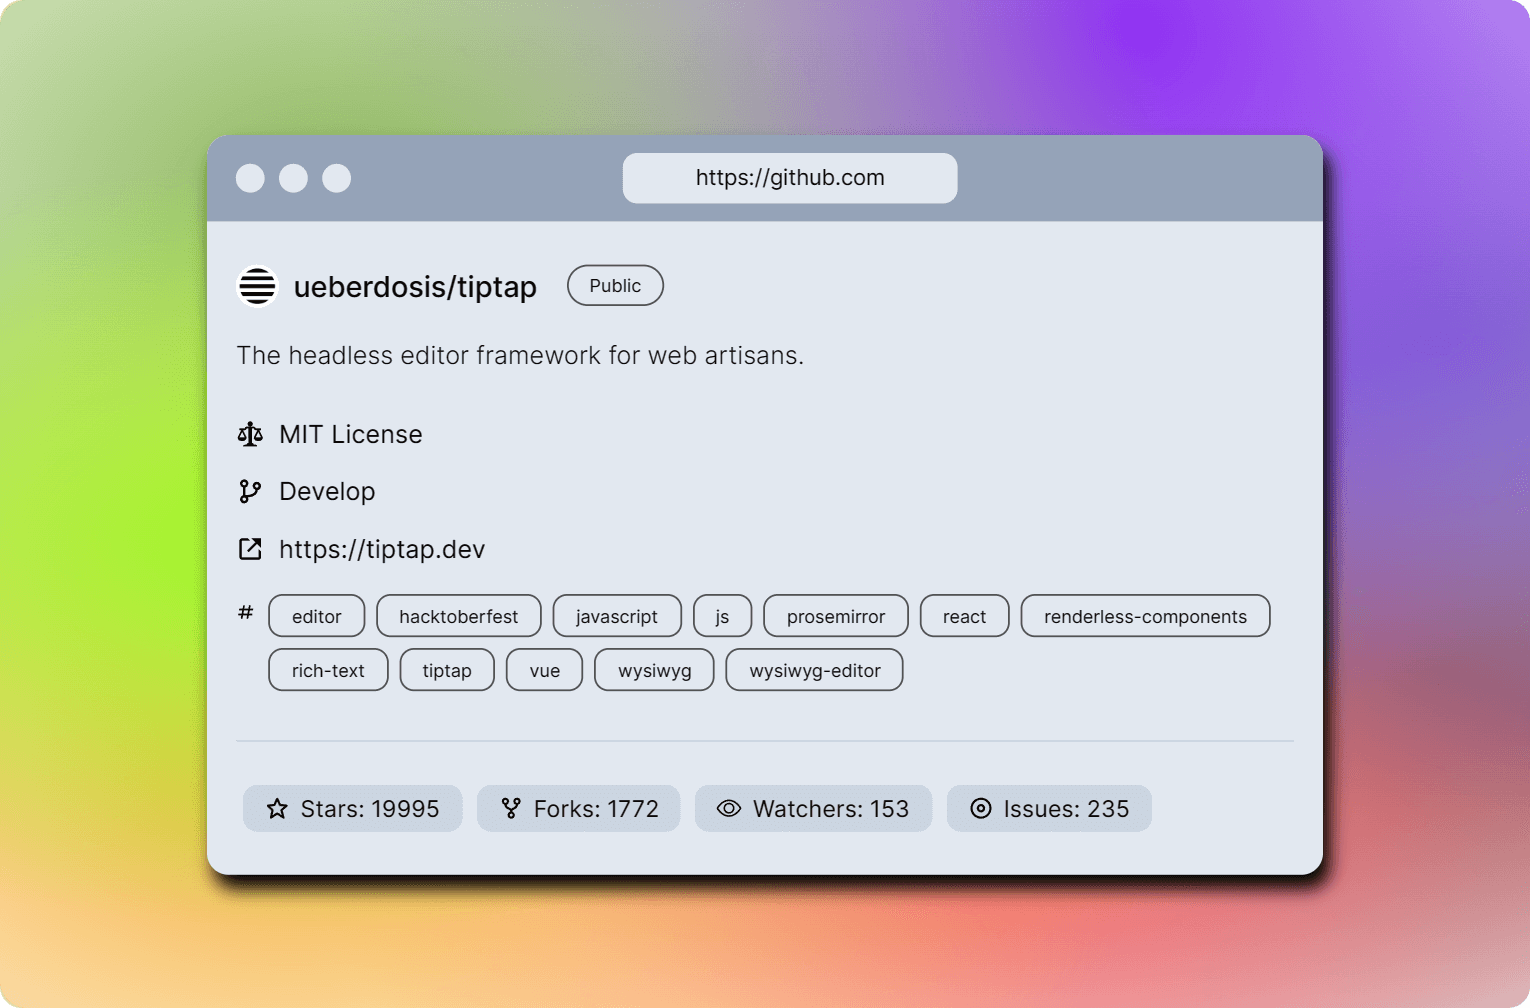 https://github.com
ueberdosis/tiptap Public
The headless editor framework for web artisans.
MIT License
Develop
https://tiptap.dev
# editor hacktoberfest javascript js prosemirror react renderless-components
rich-text tiptap vue wysiwyg wysiwyg-editor
Stars: 19995 Forks: 1772 Watchers: 153 Issues: 235